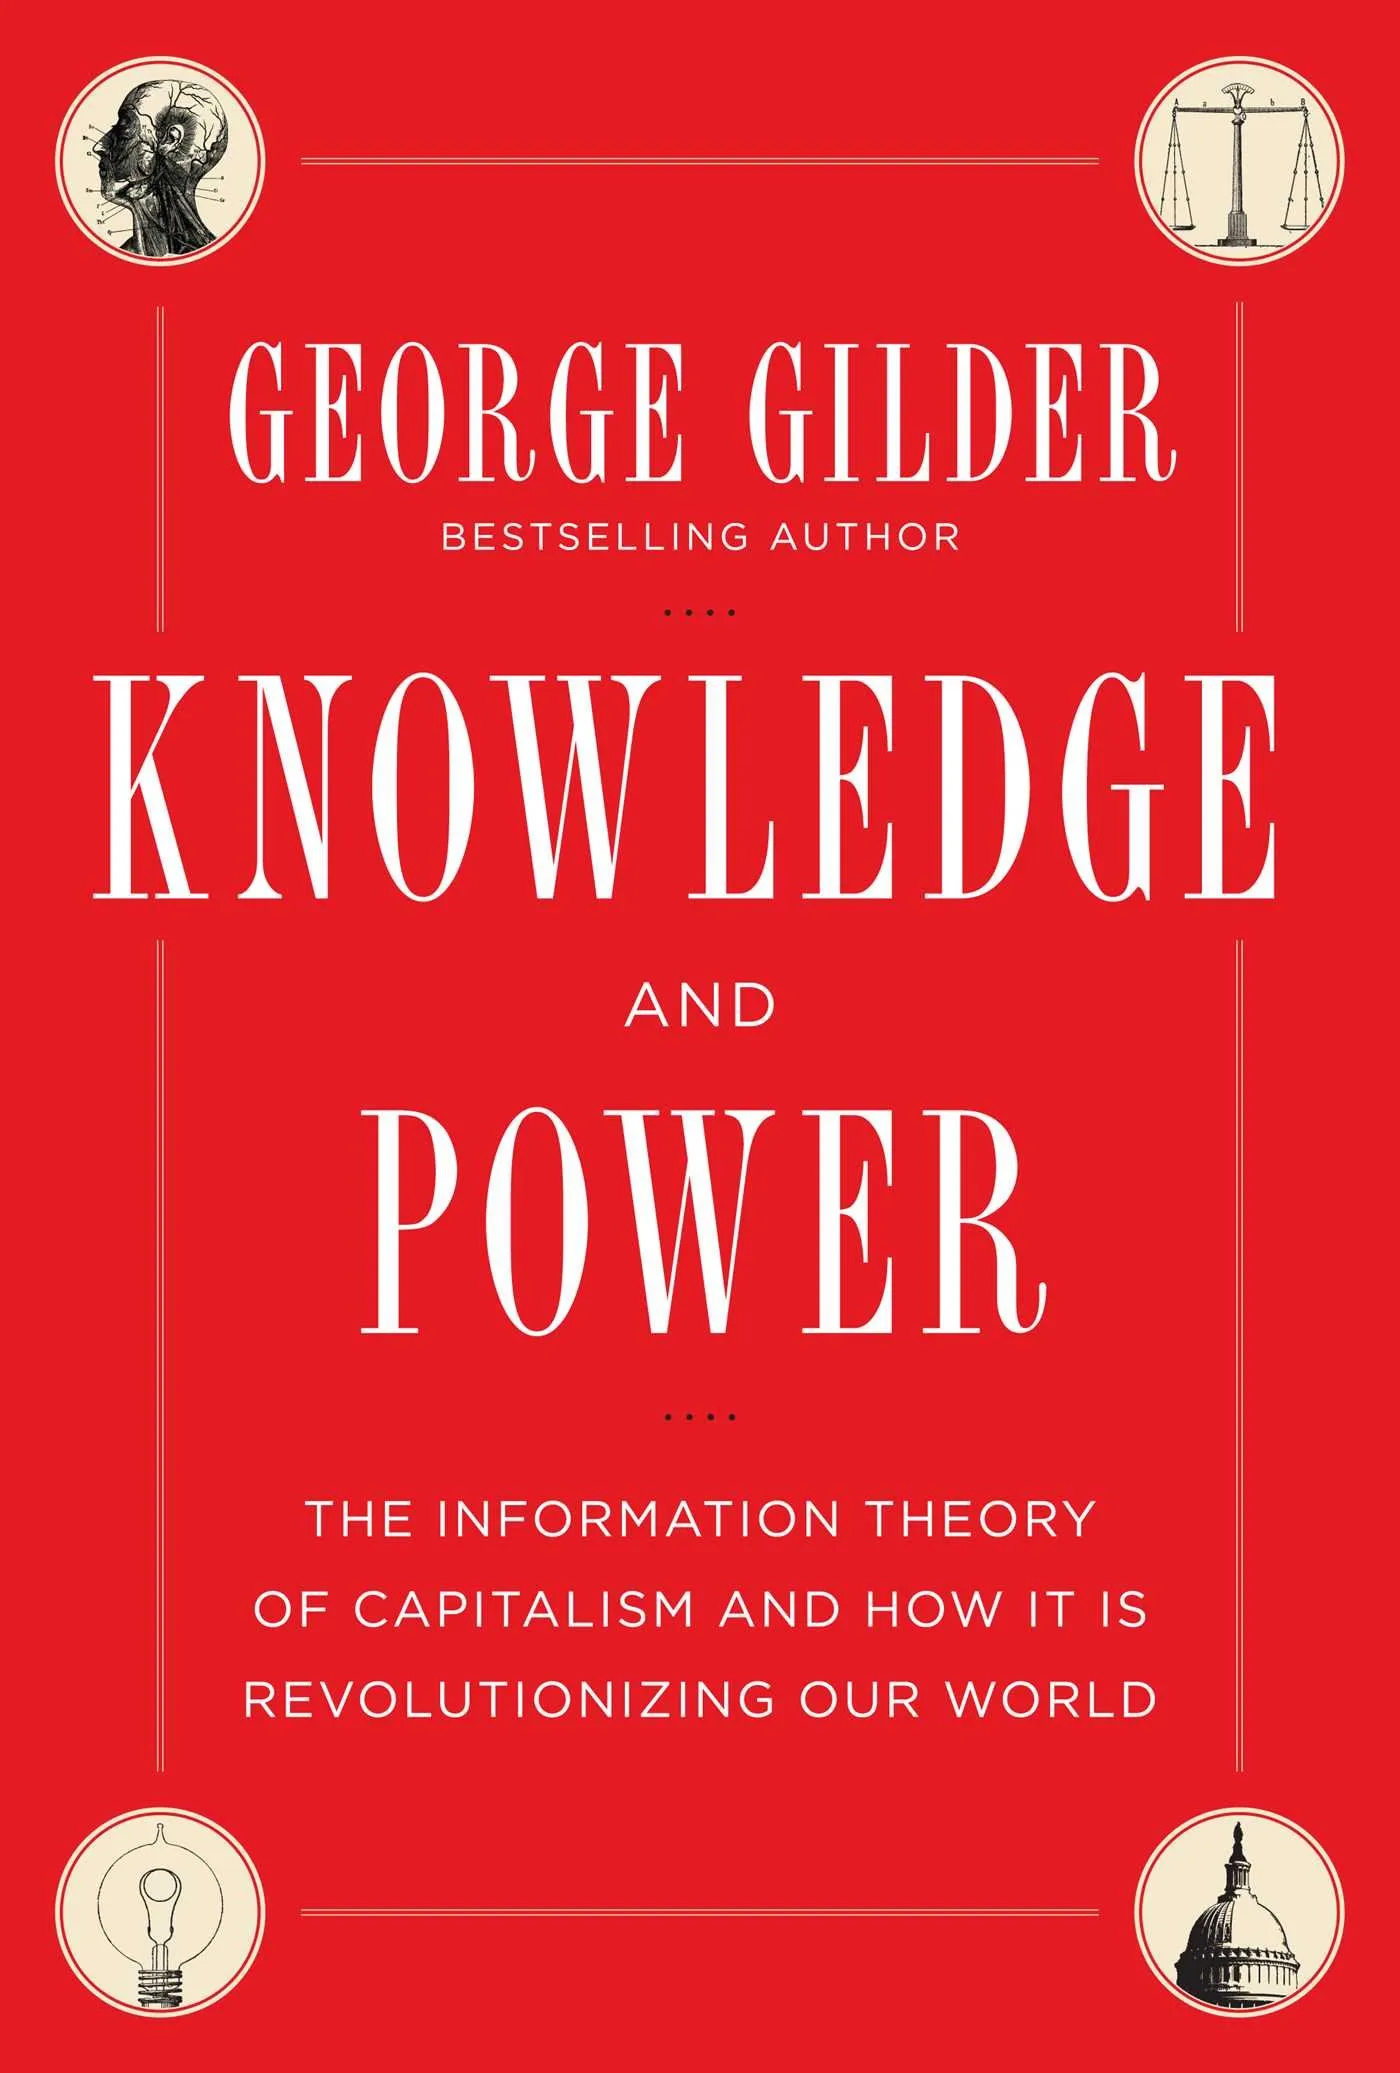 A a b B
GEORGE GILDER
BESTSELLING AUTHOR
....
KNOWLEDGE
AND
POWER
....
THE INFORMATION THEORY
OF CAPITALISM AND HOW IT IS
REVOLUTIONIZING OUR WORLD